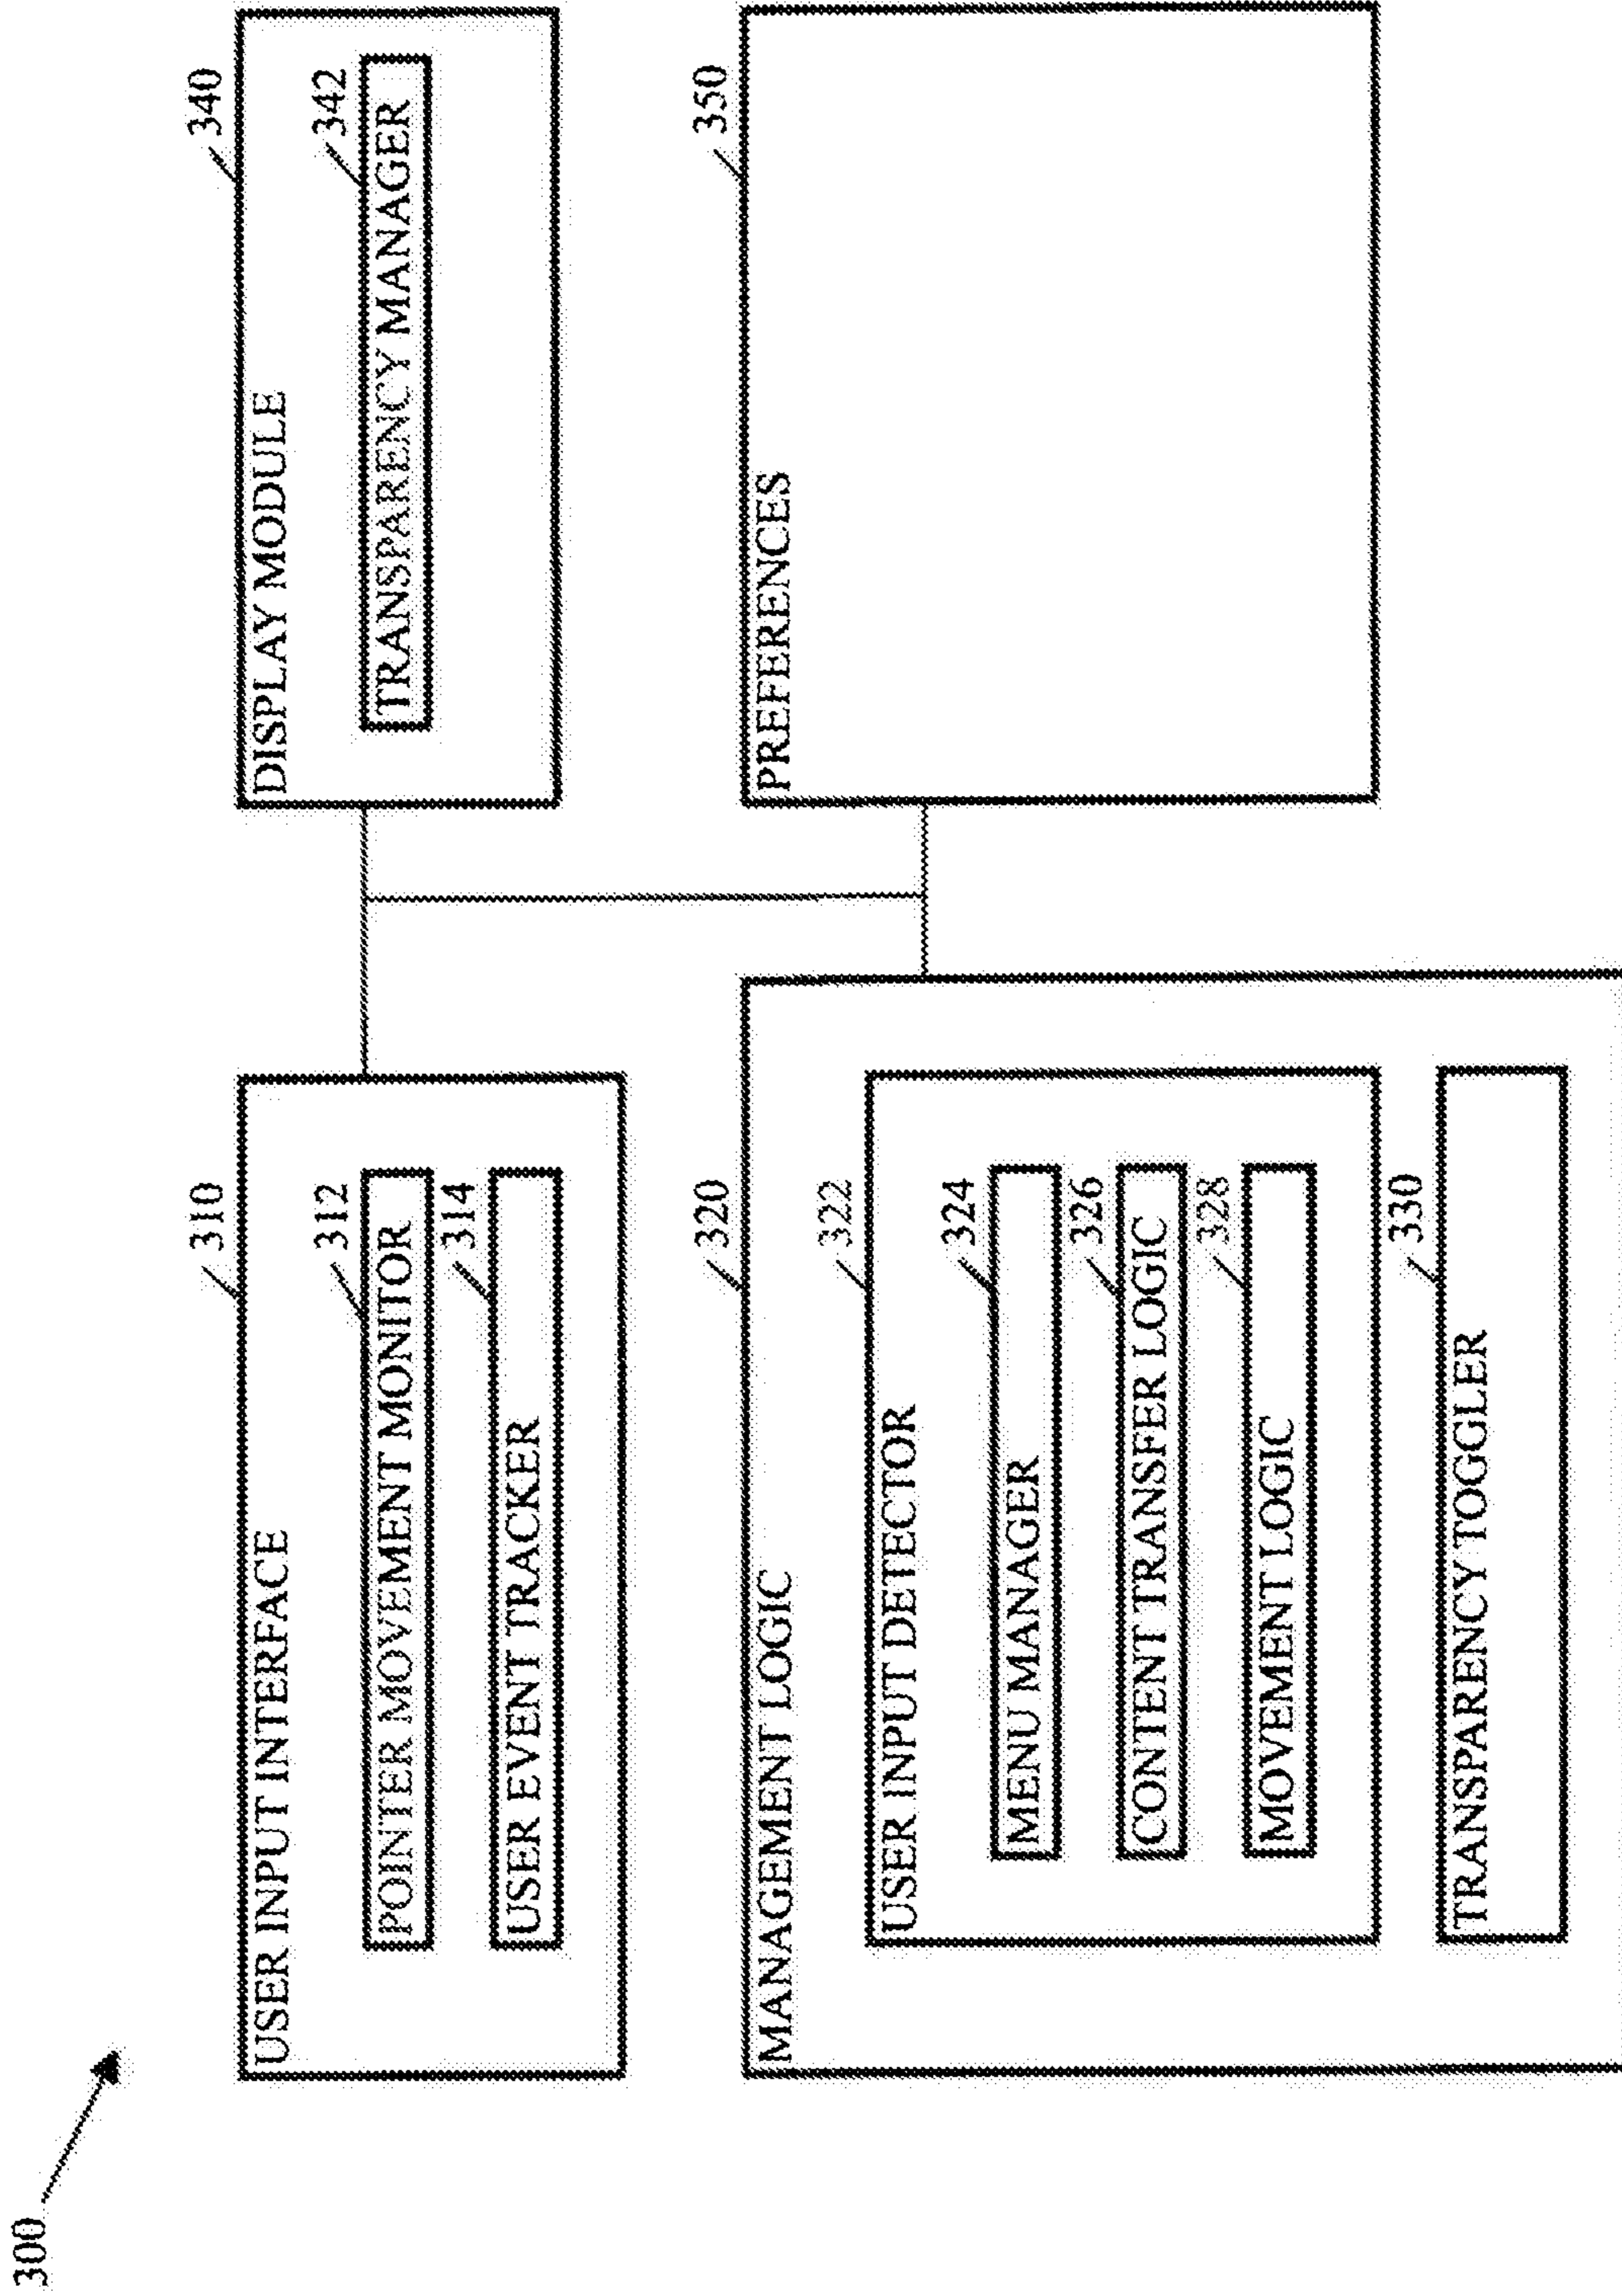 300
310
USER INPUT INTERFACE
312
POINTER MOVEMENT MONITOR
314
USER EVENT TRACKER
340
DISPLAY MODULE
342
TRANSPARENCY MANAGER
320
MANAGEMENT LOGIC
322
USER INPUT DETECTOR
324
MENU MANAGER
326
CONTENT TRANSFER LOGIC
328
MOVEMENT LOGIC
330
TRANSPARENCY TOGGLER
350
PREFERENCES